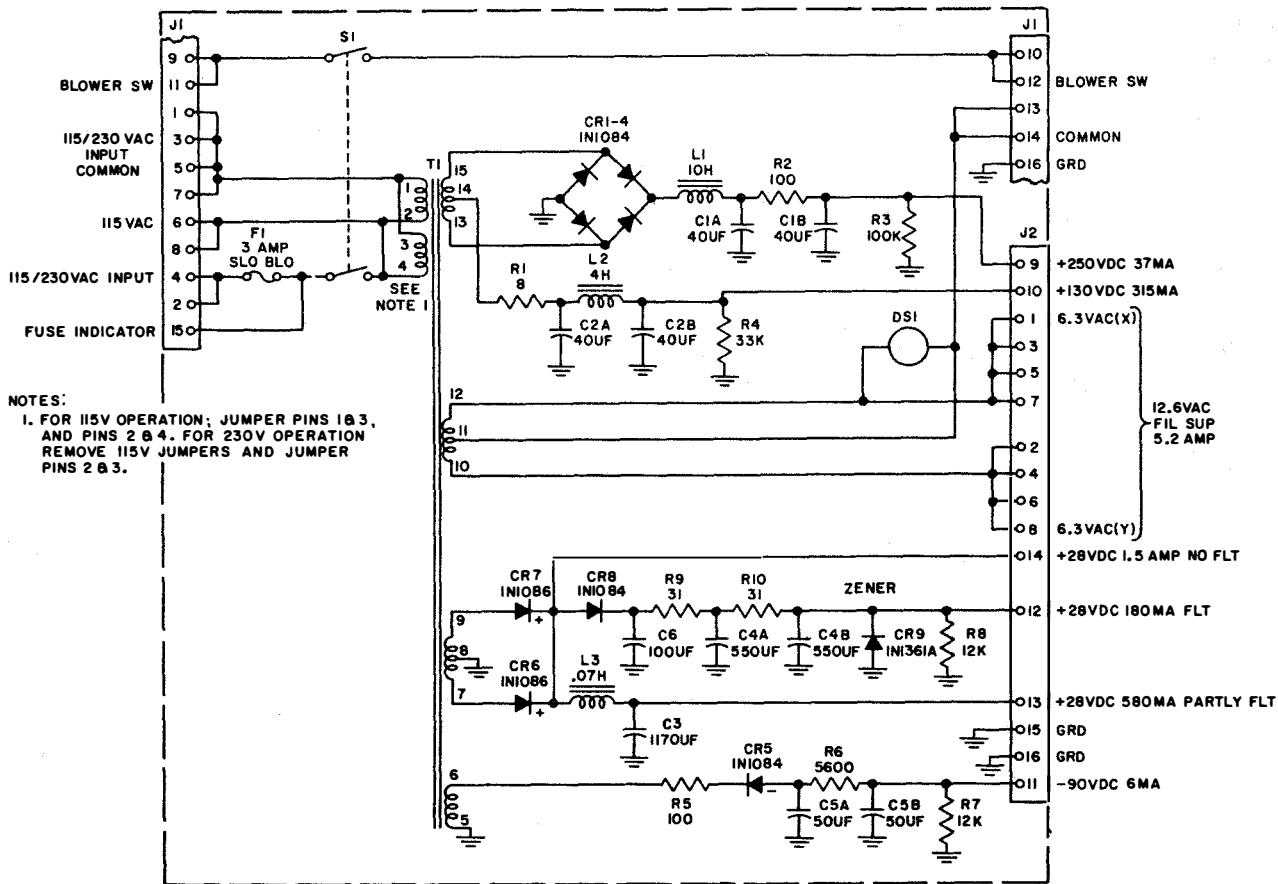 J1
9
BLOWER SW 11
1
115/230 VAC 3
INPUT
COMMON 5
7
115 VAC 6
8
115/230VAC INPUT 4
2
FUSE INDICATOR 15
S1
F1
3 AMP
SLO BLO
NOTES:
1. FOR 115V OPERATION; JUMPER PINS 1&3,
AND PINS 2&4. FOR 230V OPERATION
REMOVE 115V JUMPERS AND JUMPER
PINS 2&3.
T1
1
2
3
4
SEE
NOTE 1
15
14
13
CR1-4
IN1084
L1
10H
R2
100
C1A
40UF
C1B
40UF
R3
100K
R1
8
L2
4H
C2A
40UF
C2B
40UF
R4
33K
DS1
12
11
10
9
8
7
CR7
IN1086
+
CR8
IN1084
R9
31
R10
31
ZENER
C6
100UF
C4A
550UF
C4B
550UF
CR9
IN1361A
R8
12K
CR6
IN1086
+
L3
.07H
C3
1170UF
6
5
R5
100
CR5
IN1084
-
R6
5600
C5A
50UF
C5B
50UF
R7
12K
J1
10
12 BLOWER SW
13
14 COMMON
16 GRD
J2
9 +250VDC 37MA
10 +130VDC 315MA
1 6.3VAC(X)
3
5
7
12.6VAC
FIL SUP
5.2 AMP
2
4
6
8 6.3VAC(Y)
14 +28VDC 1.5 AMP NO FLT
12 +28VDC 180MA FLT
13 +28VDC 580MA PARTLY FLT
15 GRD
16 GRD
11 -90VDC 6MA